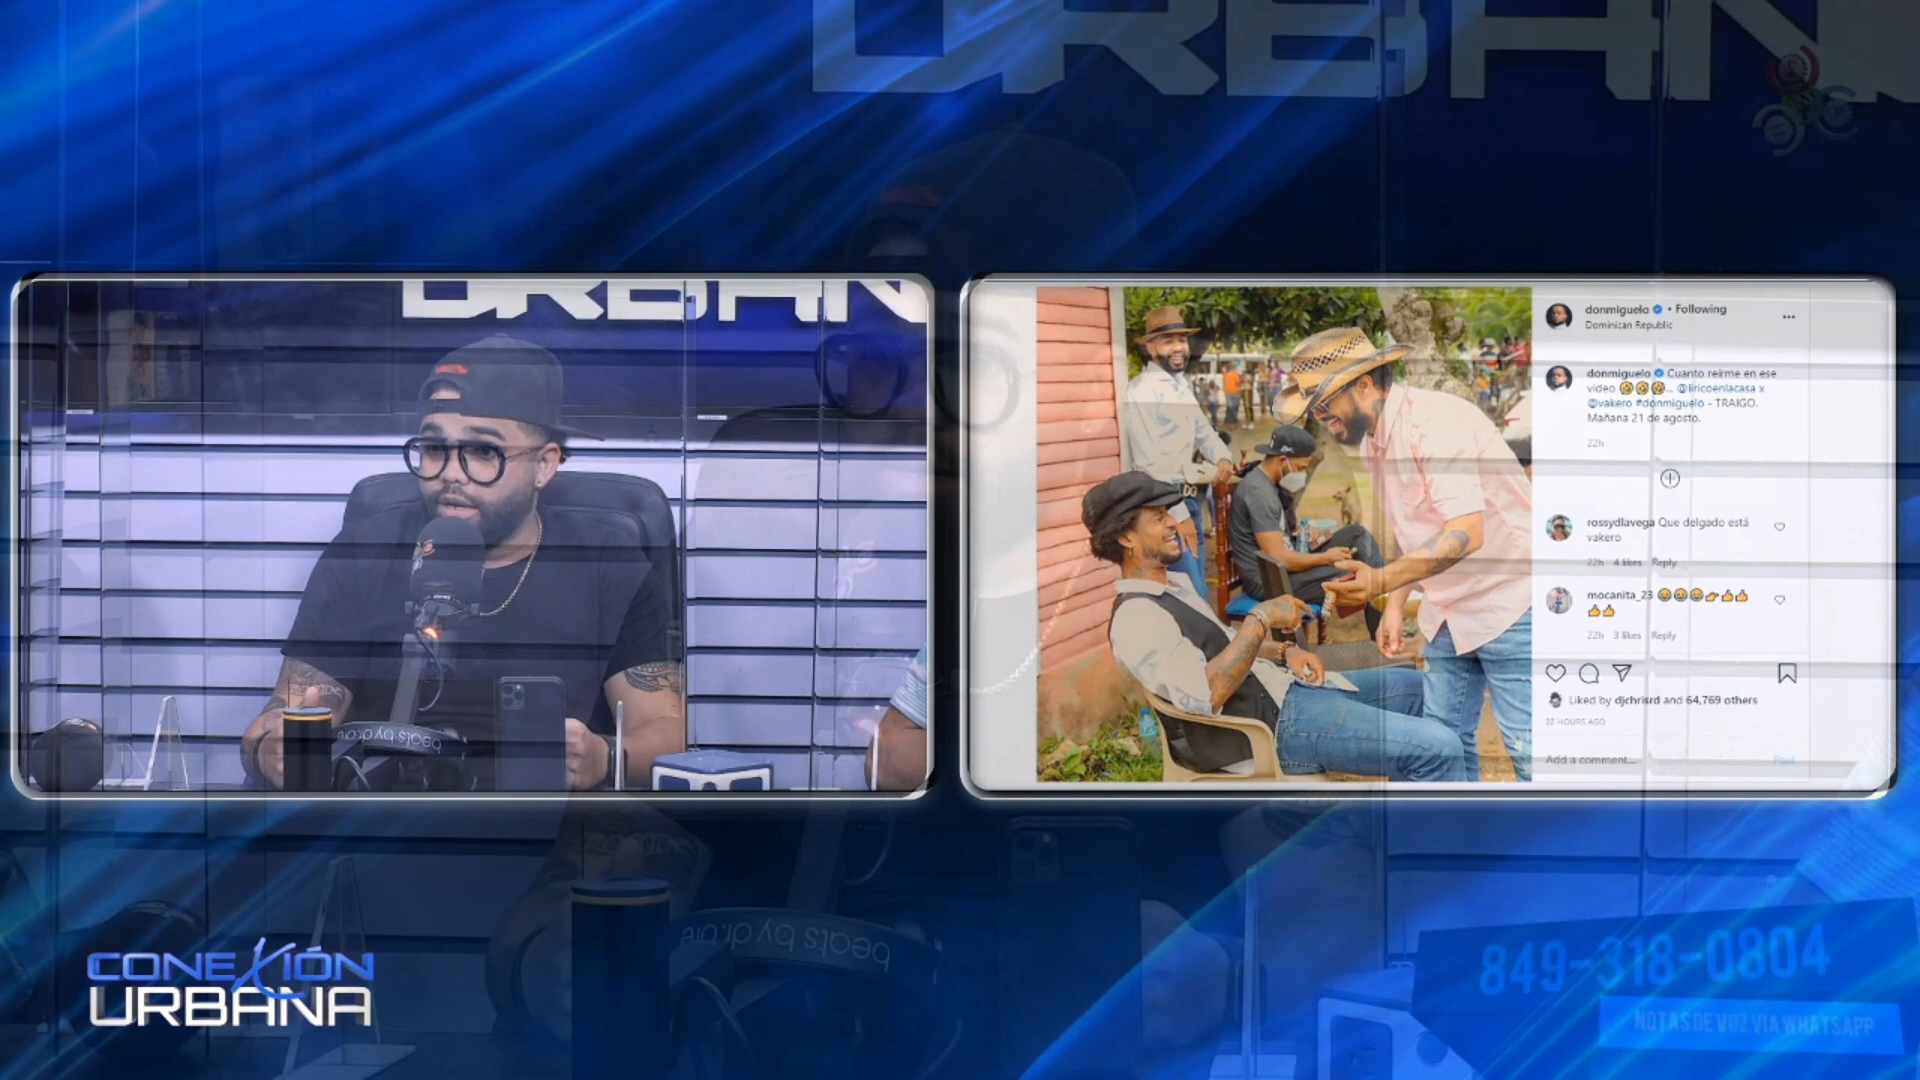 URBAN
URBAN
donmiguelo • Following
Dominican Republic
donmiguelo Cuanto reírme en ese
video 🤣🤣🤣... @liricoenlacasa x
@vakero #donmiguelo - TRAIGO.
Mañana 21 de agosto.
22h
rossydlavega Que delgado está
vakero
22h 4 likes Reply
mocanita_23 😂😂😂👉👍👍
👍👍
22h 3 likes Reply
Liked by djchrisrd and 64,769 others
22 HOURS AGO
Add a comment... Post
beats by dr.dre
beats by dr.dre
CONEXIÓN
URBANA
849-318-0804
NOTAS DE VOZ VIA WHATSAPP